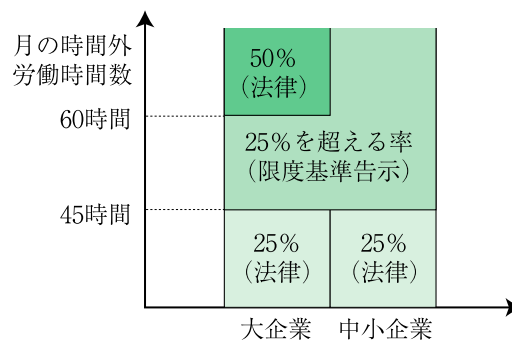 月の時間外
労働時間数
50%
（法律）
60時間
25%を超える率
（限度基準告示）
45時間
25%
（法律）
25%
（法律）
大企業
中小企業